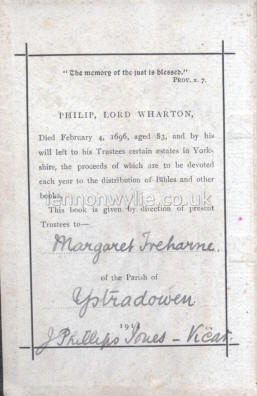 "The memory of the just is blessed."
PROV. x. 7.
PHILIP, LORD WHARTON,
Died February 4, 1696, aged 83, and by his
will left to his Trustees certain estates in York-
shire, the proceeds of which are to be devoted
each year to the distribution of Bibles and other
books.
lennonwylie.co.uk
This book is given by direction of present
Trustees to—
Margaret Treharne.
of the Parish of
Ystradowen
J Phillips Jones - Vicar.